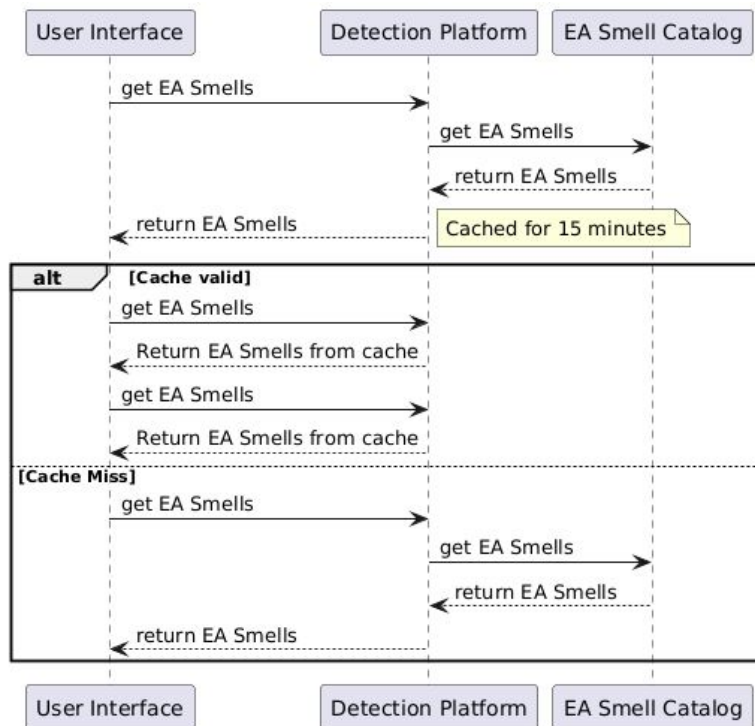 User Interface Detection Platform EA Smell Catalog
get EA Smells
get EA Smells
return EA Smells
return EA Smells
Cached for 15 minutes
alt [Cache valid]
get EA Smells
Return EA Smells from cache
get EA Smells
Return EA Smells from cache
[Cache Miss]
get EA Smells
get EA Smells
return EA Smells
return EA Smells
User Interface Detection Platform EA Smell Catalog